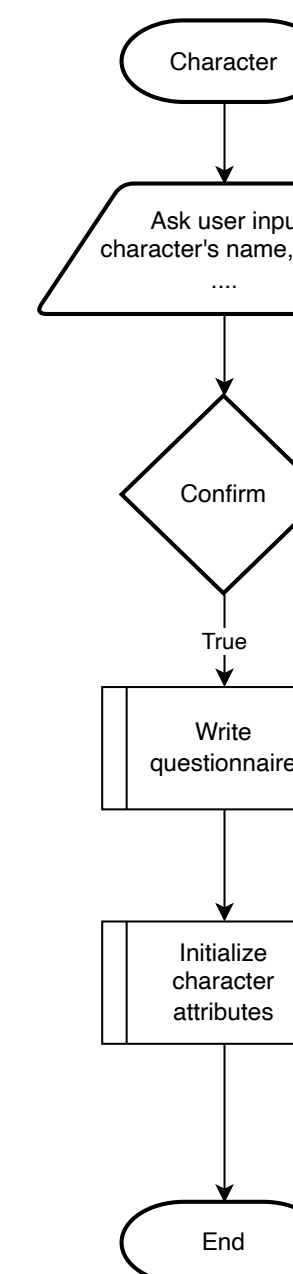 Character
Ask user inpu
character's name,
....
Confirm
True
Write
questionnaire
Initialize
character
attributes
End